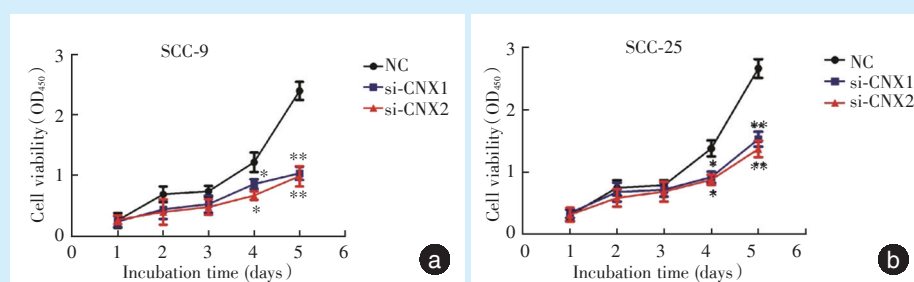 SCC-9
NC
si-CNX1
si-CNX2
Cell viability（OD450）
3
2
1
0
*
**
*
**
0 1 2 3 4 5 6
Incubation time (days）
a
SCC-25
NC
si-CNX1
si-CNX2
Cell viability（OD450）
3
2
1
0
*
**
*
**
0 1 2 3 4 5 6
Incubation time (days）
b